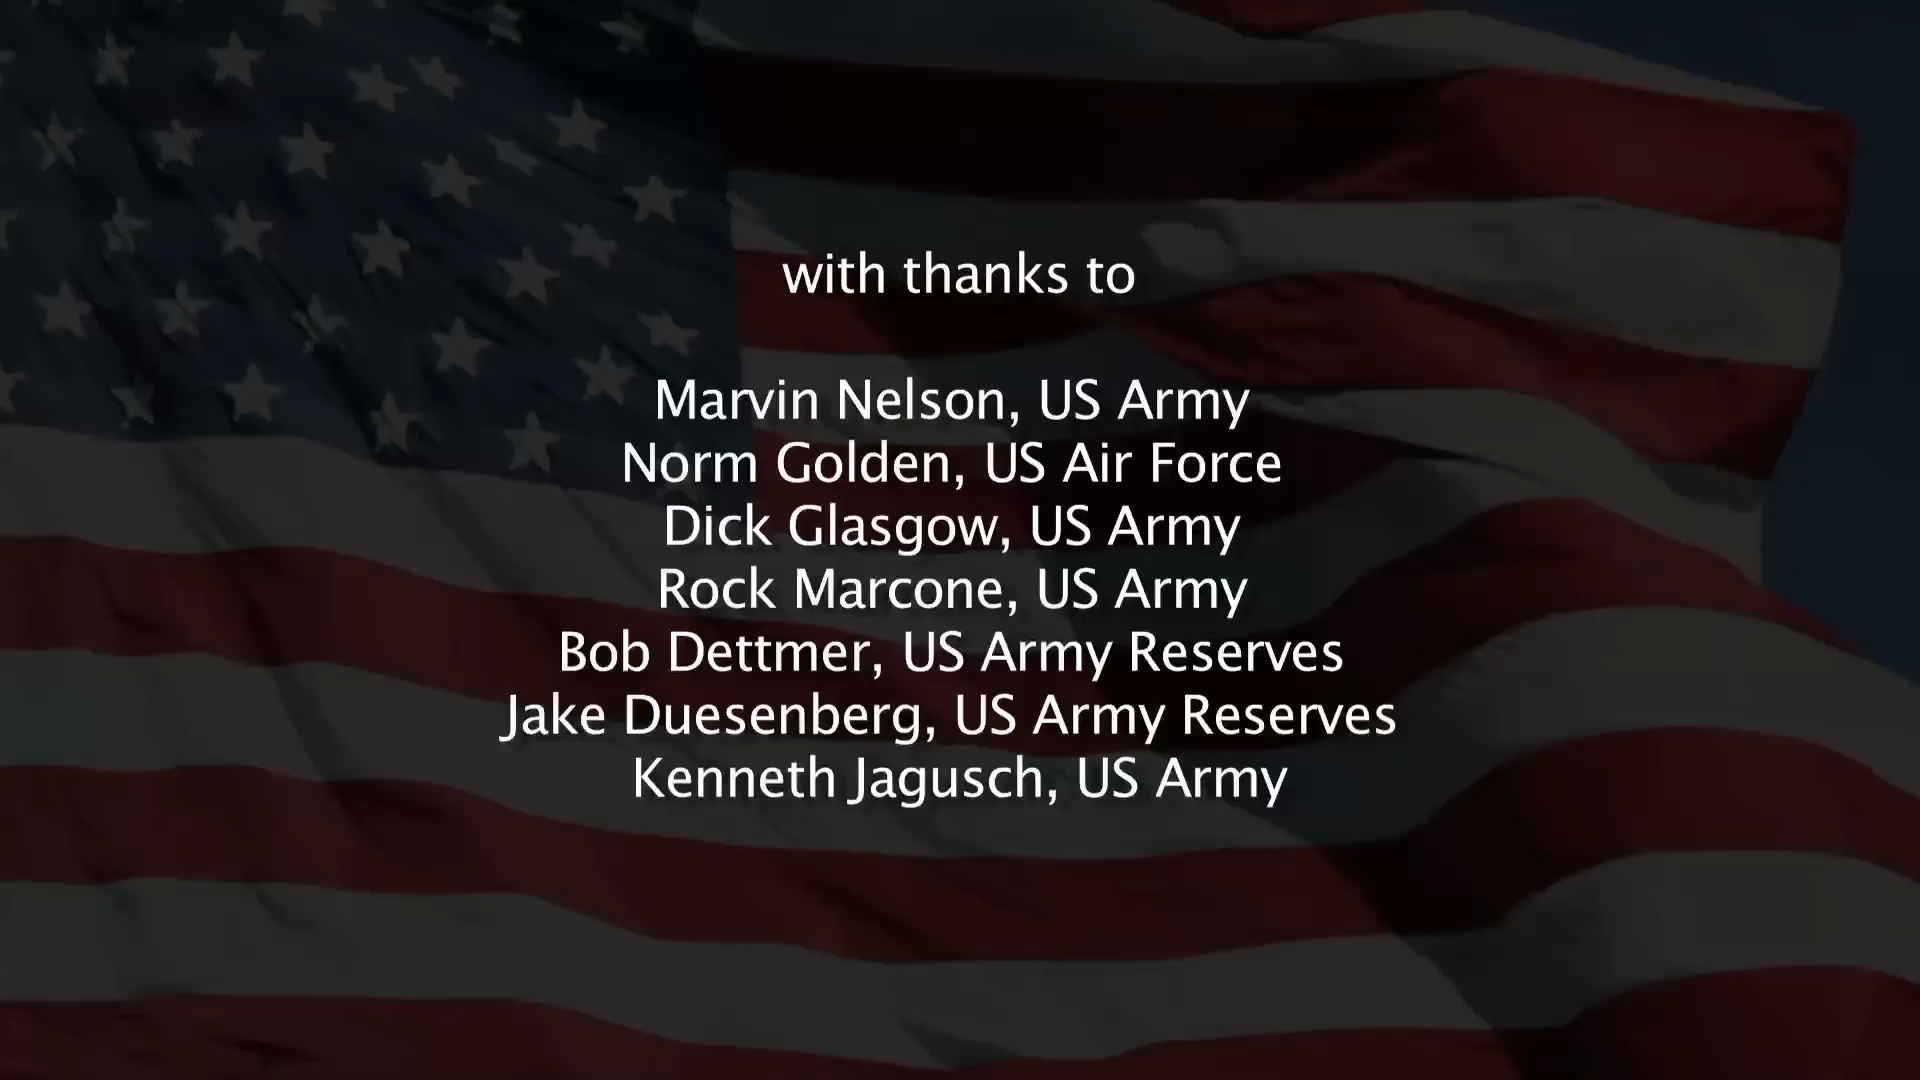 with thanks to
Marvin Nelson, US Army
Norm Golden, US Air Force
Dick Glasgow, US Army
Rock Marcone, US Army
Bob Dettmer, US Army Reserves
Jake Duesenberg, US Army Reserves
Kenneth Jagusch, US Army